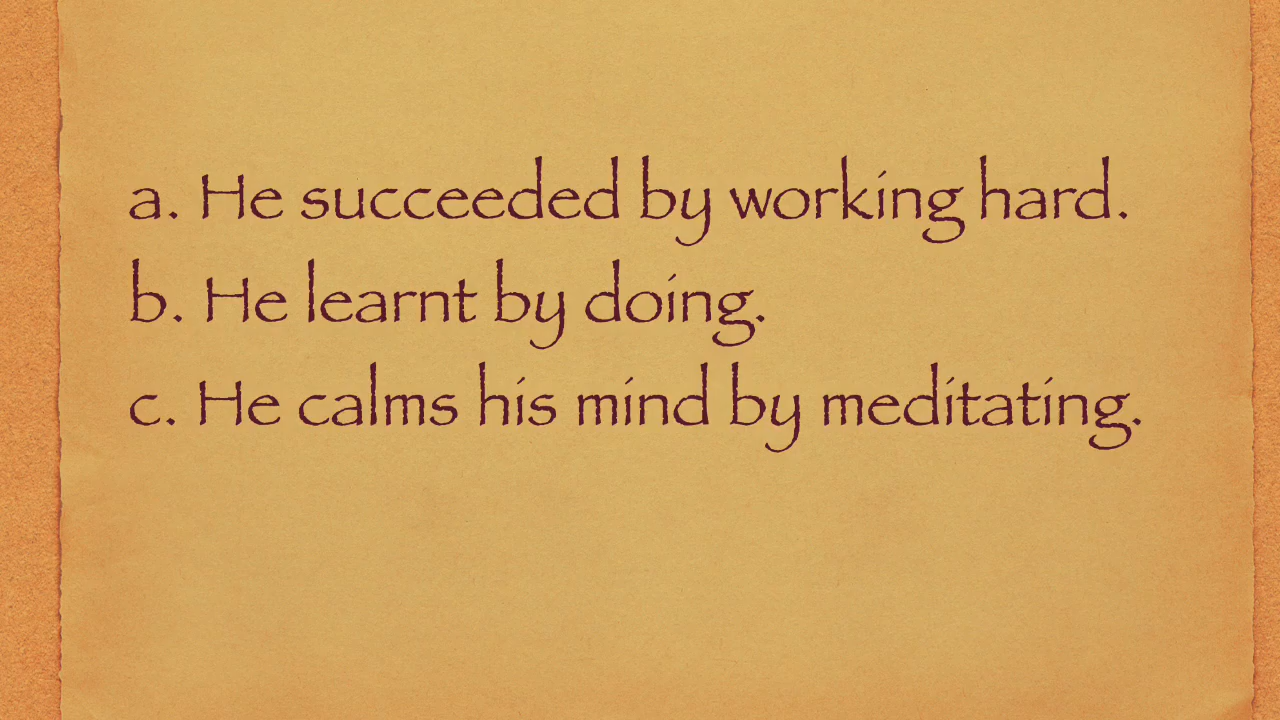 a. He succeeded by working hard.
b. He learnt by doing.
c. He calms his mind by meditating.